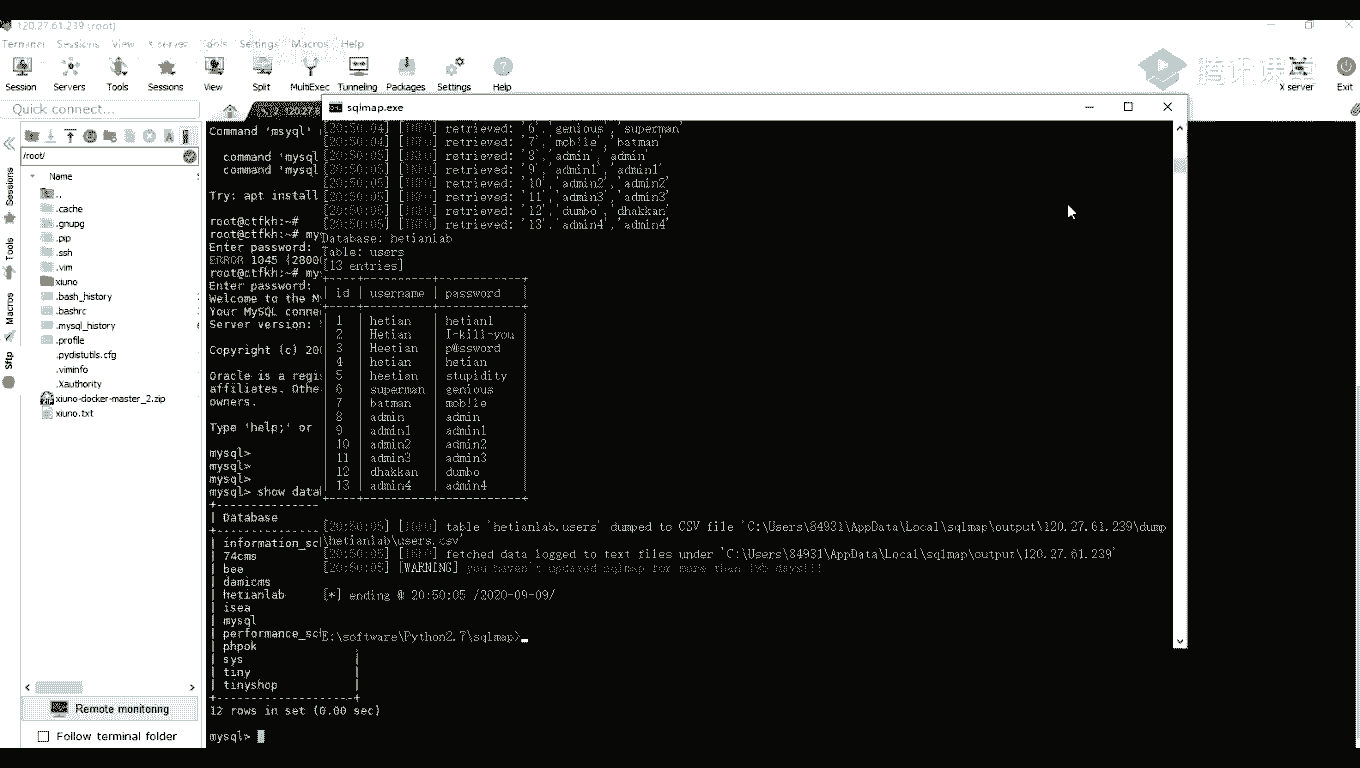 120.27.61.239 (root)
Terminal Sessions View X server Tools Settings Macros Help
Session Servers Tools Sessions View Split MultiExec Tunneling Packages Settings Help X server Exit
腾讯课堂
Quick connect...
/root/
Name
..
.cache
.gnupg
.pip
.ssh
.vim
xiuno
.bash_history
.bashrc
.mysql_history
.profile
.pydistutils.cfg
.viminfo
.Xauthority
xiuno-docker-master_2.zip
xiuno.txt
Sessions
Tools
Macros
Sftp
Remote monitoring
Follow terminal folder
Command 'msyql'
command 'mysql
command 'mysql
Try: apt install
root@ctfkh:~#
root@ctfkh:~# my
Enter password:
ERROR 1045 (2800
root@ctfkh:~# mys
Enter password:
Welcome to the M
Your MySQL conne
Server version:
Copyright (c) 200
Oracle is a regi
affiliates. Othe
owners.
Type 'help;' or
mysql>
mysql>
mysql>
mysql> show datab
| Database
| information_sch
| 74cms
| bee
| damicms
| hetianlab
| isea
| mysql
| performance_sch
| phpok
| sys
| tiny
| tinyshop
12 rows in set (0.00 sec)
mysql>
sqlmap.exe
[20:50:04] [INFO] retrieved: '6','genious','superman'
[20:50:04] [INFO] retrieved: '7','mob!le','batman'
[20:50:05] [INFO] retrieved: '8','admin','admin'
[20:50:05] [INFO] retrieved: '9','admin1','admin1'
[20:50:05] [INFO] retrieved: '10','admin2','admin2'
[20:50:05] [INFO] retrieved: '11','admin3','admin3'
[20:50:05] [INFO] retrieved: '12','dumbo','dhakkan'
[20:50:05] [INFO] retrieved: '13','admin4','admin4'
Database: hetianlab
Table: users
[13 entries]
| id | username | password |
| 1 | hetian | hetian1
| 2 | Hetian | I-kill-you
| 3 | Heetian | p@ssword
| 4 | hetian | hetian
| 5 | heetian | stupidity
| 6 | superman | genious
| 7 | batman | mob!le
| 8 | admin | admin
| 9 | admin1 | admin1
| 10 | admin2 | admin2
| 11 | admin3 | admin3
| 12 | dhakkan | dumbo
| 13 | admin4 | admin4
[20:50:05] [INFO] table 'hetianlab.users' dumped to CSV file 'C:\Users\84931\AppData\Local\sqlmap\output\120.27.61.239\dump
\hetianlab\users.csv'
[20:50:05] [INFO] fetched data logged to text files under 'C:\Users\84931\AppData\Local\sqlmap\output\120.27.61.239'
[20:50:05] [WARNING] you haven't updated sqlmap for more than days!!!
[*] ending @ 20:50:05 /2020-09-09/
E:\software\Python2.7\sqlmap>